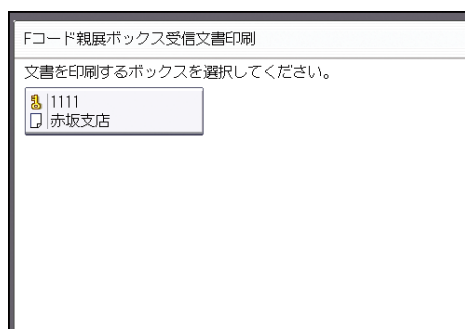 Fコード親展ボックス受信文書印刷
文書を印刷するボックスを選択してください。
1111
赤坂支店